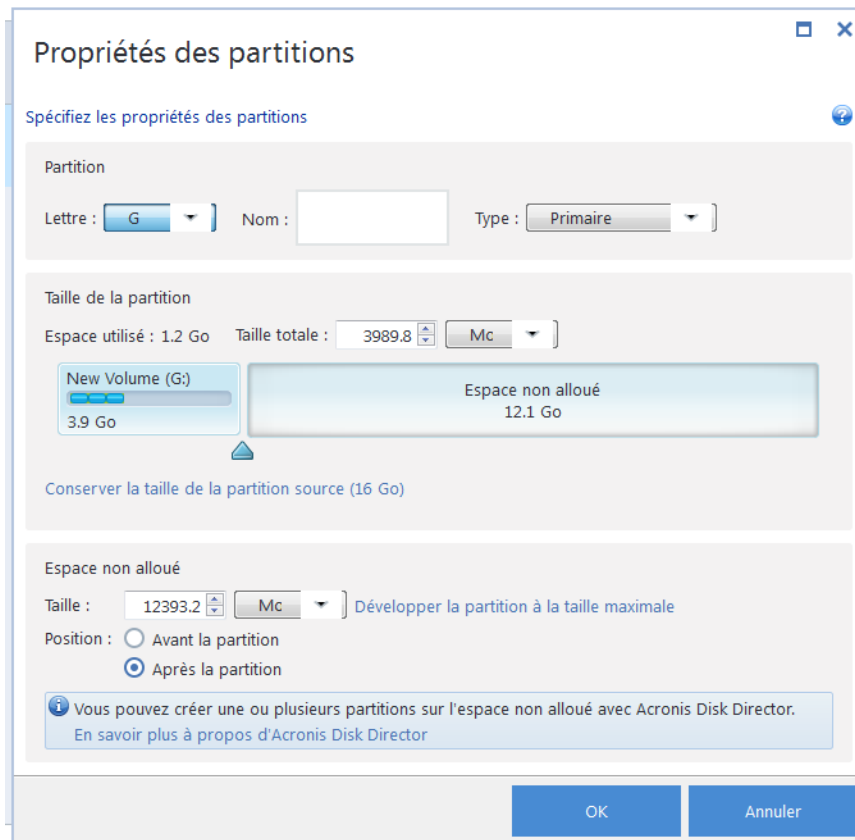 Propriétés des partitions
Spécifiez les propriétés des partitions
Partition
Lettre : G Nom : Type : Primaire
Taille de la partition
Espace utilisé : 1.2 Go Taille totale : 3989.8 Mc
New Volume (G:)
3.9 Go
Espace non alloué
12.1 Go
Conserver la taille de la partition source (16 Go)
Espace non alloué
Taille : 12393.2 Mc Développer la partition à la taille maximale
Position : Avant la partition
Après la partition
Vous pouvez créer une ou plusieurs partitions sur l'espace non alloué avec Acronis Disk Director.
En savoir plus à propos d'Acronis Disk Director
OK Annuler